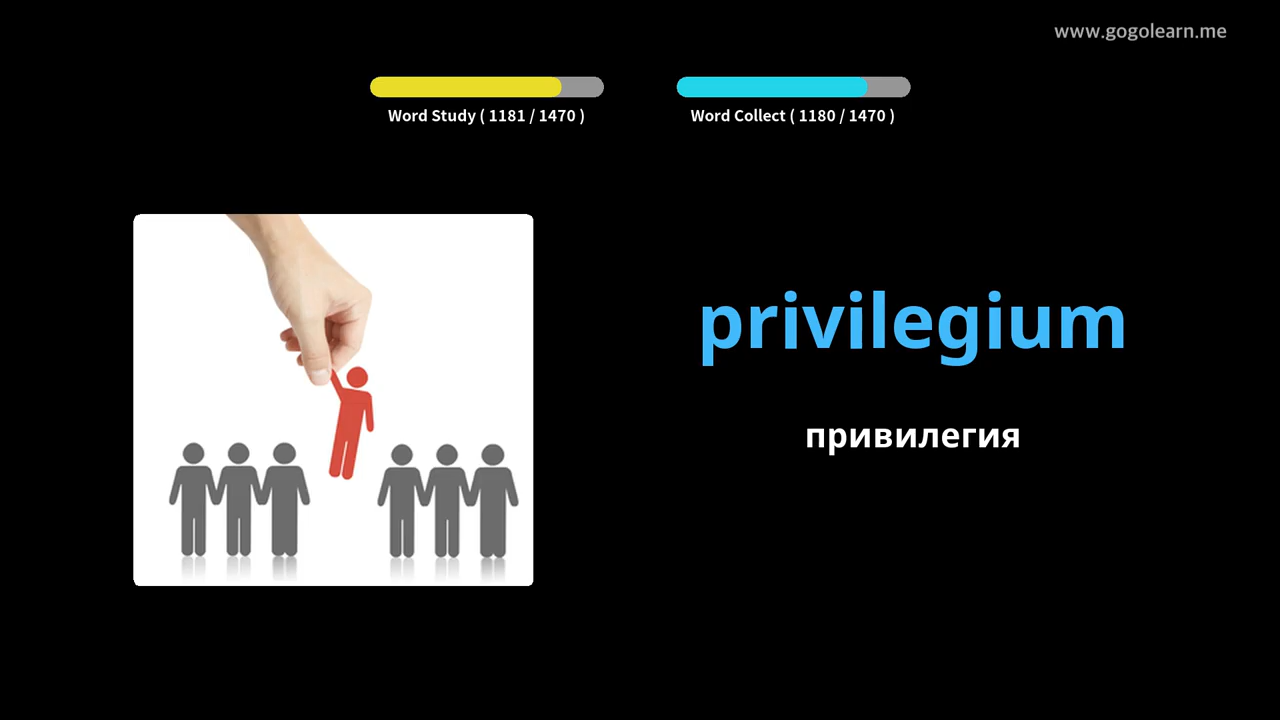 www.gogolearn.me
Word Study ( 1181 / 1470 )
Word Collect ( 1180 / 1470 )
privilegium
привилегия